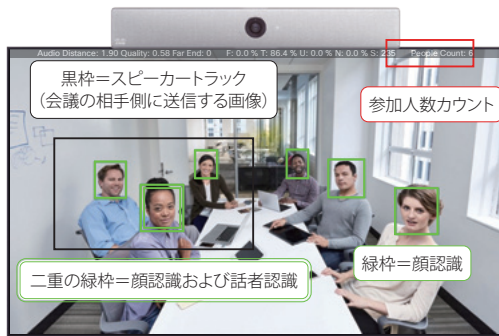 Audio Distance: 1.90 Quality: 0.58 Far End: 0 F: 0.0 % T: 86.4 % U: 0.0 % N: 0.0 % S: 235 People Count: 6
黒枠=スピーカートラック
(会議の相手側に送信する画像)
参加人数カウント
緑枠=顔認識
二重の緑枠=顔認識および話者認識